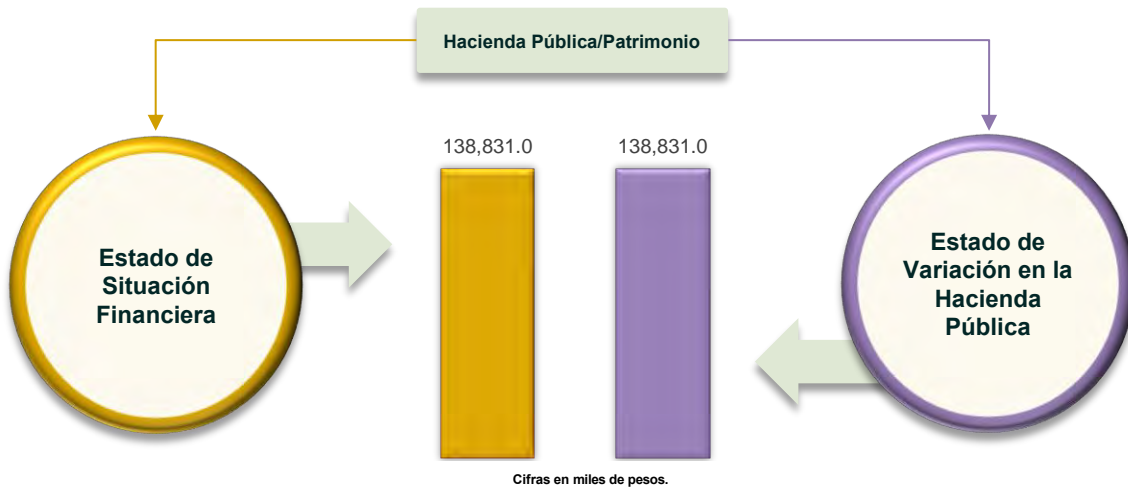 Hacienda Pública/Patrimonio
138,831.0
138,831.0
Estado de
Situación
Financiera
Estado de
Variación en la
Hacienda
Pública
Cifras en miles de pesos.